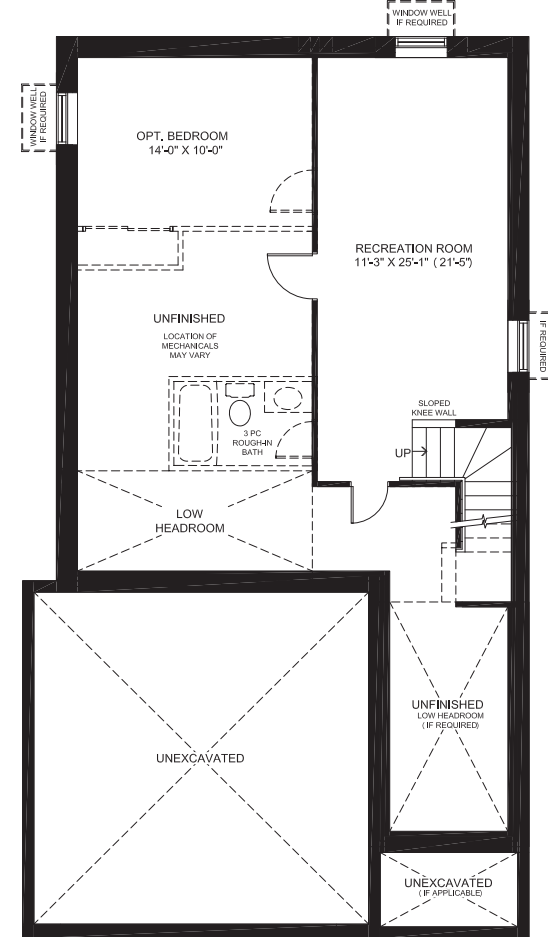 WINDOW WELL
IF REQUIRED
WINDOW WELL
IF REQUIRED
OPT. BEDROOM
14'-0" X 10'-0"
RECREATION ROOM
11'-3" X 25'-1" ( 21'-5")
UNFINISHED
LOCATION OF
MECHANICALS
MAY VARY
IF REQUIRED
3 PC
ROUGH-IN
BATH
SLOPED
KNEE WALL
UP
LOW
HEADROOM
UNFINISHED
LOW HEADROOM
( IF REQUIRED)
UNEXCAVATED
UNEXCAVATED
( IF APPLICABLE)